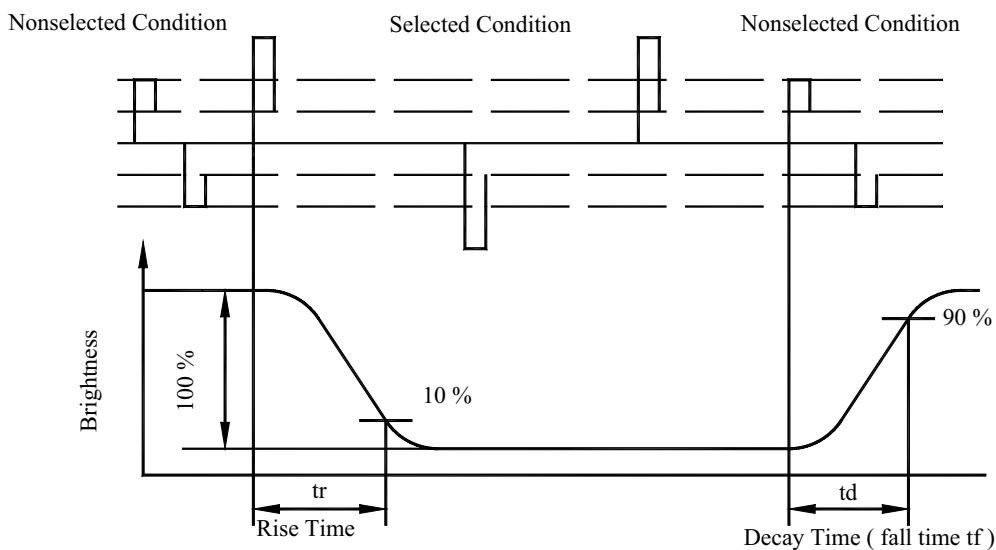 Nonselected Condition
Selected Condition
Nonselected Condition
Brightness
100 %
10 %
90 %
tr
Rise Time
td
Decay Time ( fall time tf )